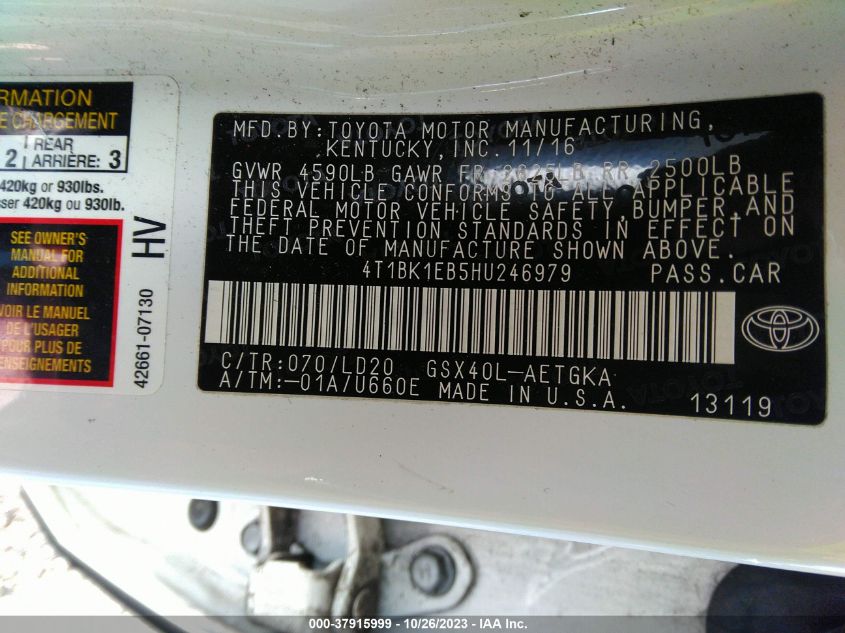 RMATION
E CHARGEMENT
2 REAR ARRIÈRE: 3
420kg or 930lbs.
sser 420kg ou 930lb.
SEE OWNER'S
MANUAL FOR
ADDITIONAL
INFORMATION
VOIR LE MANUEL
DE L'USAGER
POUR PLUS DE
RENSEIGNEMENTS
HV
42661-07130
MFD BY: TOYOTA MOTOR MANUFACTURING,
KENTUCKY, INC. 11/16
GVWR 4590LB GAWR FR 2625LB RR 2500LB
THIS VEHICLE CONFORMS TO ALL APPLICABLE
FEDERAL MOTOR VEHICLE SAFETY, BUMPER, AND
THEFT PREVENTION STANDARDS IN EFFECT ON
THE DATE OF MANUFACTURE SHOWN ABOVE.
4T1BK1EB5HU246979 PASS.CAR
C/TR:070/LD20 GSX40L-AETGKA
A/TM:-01A/U660E MADE IN U.S.A.
13119
000-37915999 - 10/26/2023 - IAA Inc.